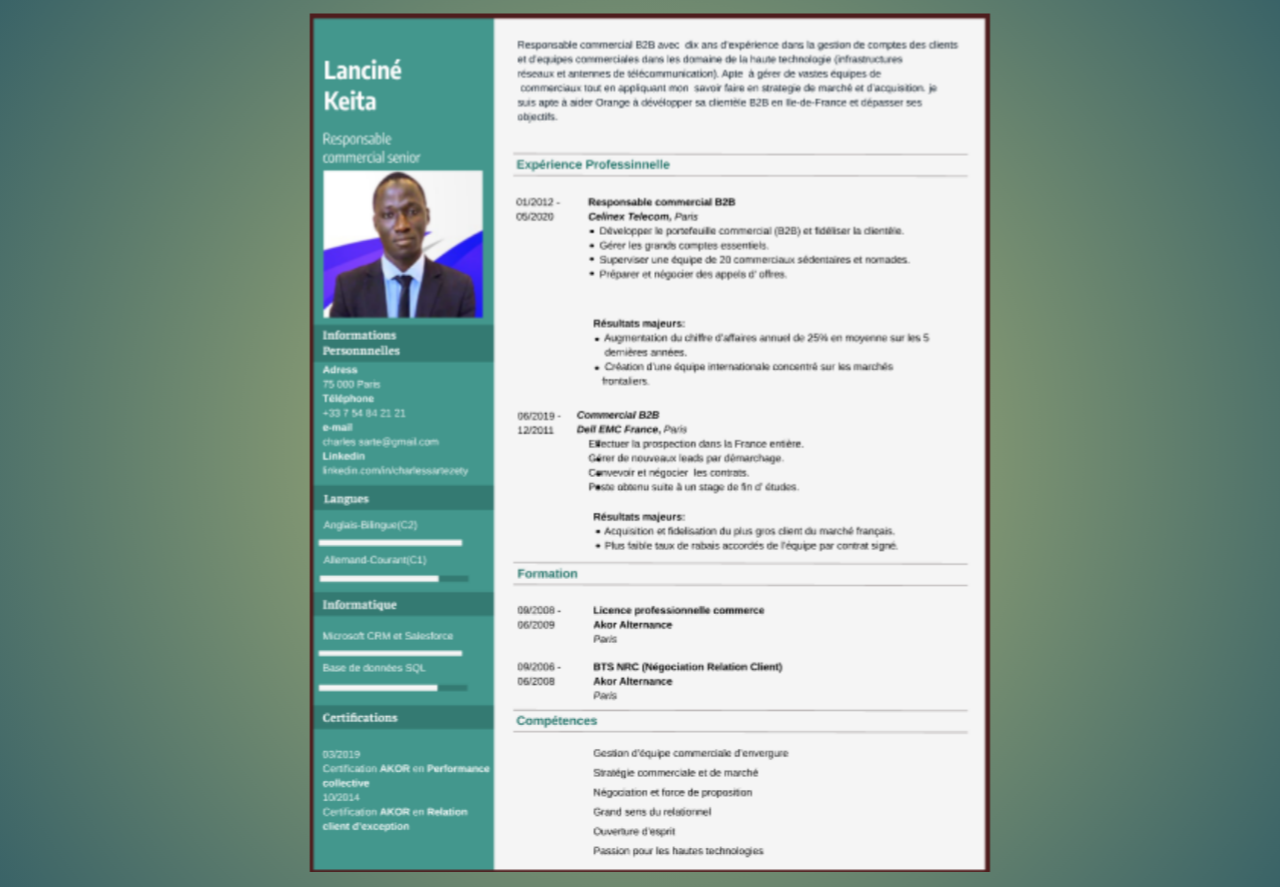 Lanciné
Keita
Responsable
commercial senior
Informations
Personnnelles
Adress
75 000 Paris
Téléphone
+33 7 54 84 21 21
e-mail
charles sarte@gmail.com
Linkedin
linkedin.com/in/charlessartezety
Langues
Anglais-Bilingue(C2)
Allemand-Courant(C1)
Informatique
Microsoft CRM et Salesforce
Base de données SQL
Certifications
03/2019
Certification AKOR en Performance
collective
10/2014
Certification AKOR en Relation
client d'exception
Responsable commercial B2B avec dix ans d'expérience dans la gestion de comptes des clients
et d'equipes commerciales dans les domaine de la haute technologie (infrastructures
réseaux et antennes de télécommunication). Apte à gérer de vastes équipes de
commerciaux tout en appliquant mon savoir faire en strategie de marché et d'acquisition. je
suis apte à aider Orange à développer sa clientéle B2B en Ile-de-France et dépasser ses
objectifs.
Expérience Professinnelle
01/2012 - Responsable commercial B2B
05/2020 Celinex Telecom, Paris
• Développer le portefeuille commercial (B2B) et fidéliser la clientéle.
• Gérer les grands comptes essentiels.
• Superviser une équipe de 20 commerciaux sédentaires et nomades.
• Préparer et négocier des appels d' offres.
Résultats majeurs:
• Augmentation du chiffre d'affaires annuel de 25% en moyenne sur les 5
dernières années.
• Création d'une équipe internationale concentré sur les marchés
frontaliers.
06/2019 - Commercial B2B
12/2011 Dell EMC France, Paris
Effectuer la prospection dans la France entière.
Gérer de nouveaux leads par démarchage.
Convevoir et négocier les contrats.
Poste obtenu suite à un stage de fin d' études.
Résultats majeurs:
• Acquisition et fidelisation du plus gros client du marché français.
• Plus faible taux de rabais accordés de l'équipe par contrat signé.
Formation
09/2008 - Licence professionnelle commerce
06/2009 Akor Alternance
Paris
09/2006 - BTS NRC (Négociation Relation Client)
06/2008 Akor Alternance
Paris
Compétences
Gestion d'équipe commerciale d'envergure
Stratégie commerciale et de marché
Négociation et force de proposition
Grand sens du relationnel
Ouverture d'esprit
Passion pour les hautes technologies